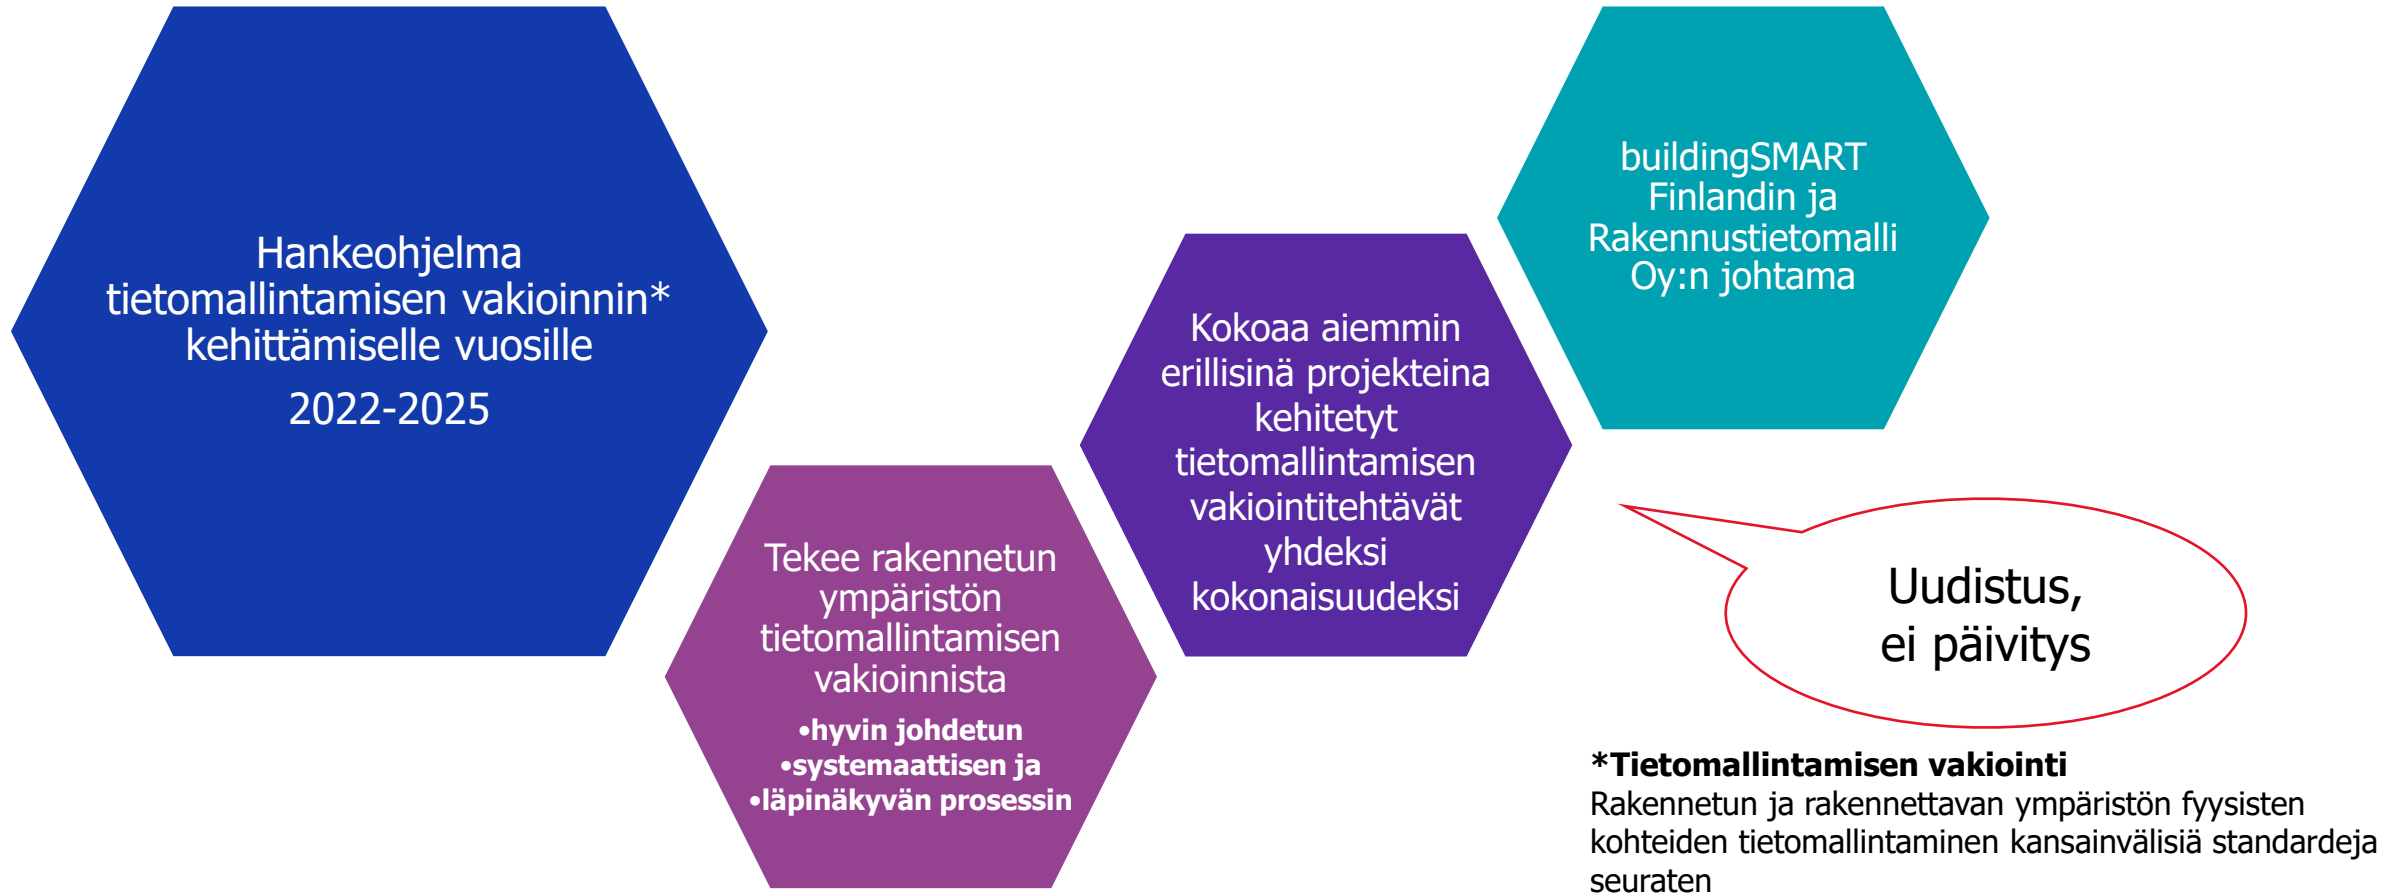 Hankeohjelma
tietomallintamisen vakioinnin*
kehittämiselle vuosille
2022-2025
Tekee rakennetun
ympäristön
tietomallintamisen
vakioinnista
•hyvin johdetun
•systemaattisen ja
•läpinäkyvän prosessin
Kokoaa aiemmin
erillisinä projekteina
kehitetyt
tietomallintamisen
vakiointitehtävät
yhdeksi
kokonaisuudeksi
buildingSMART
Finlandin ja
Rakennustietomalli
Oy:n johtama
Uudistus,
ei päivitys
*Tietomallintamisen vakiointi
Rakennetun ja rakennettavan ympäristön fyysisten
kohteiden tietomallintaminen kansainvälisiä standardeja
seuraten